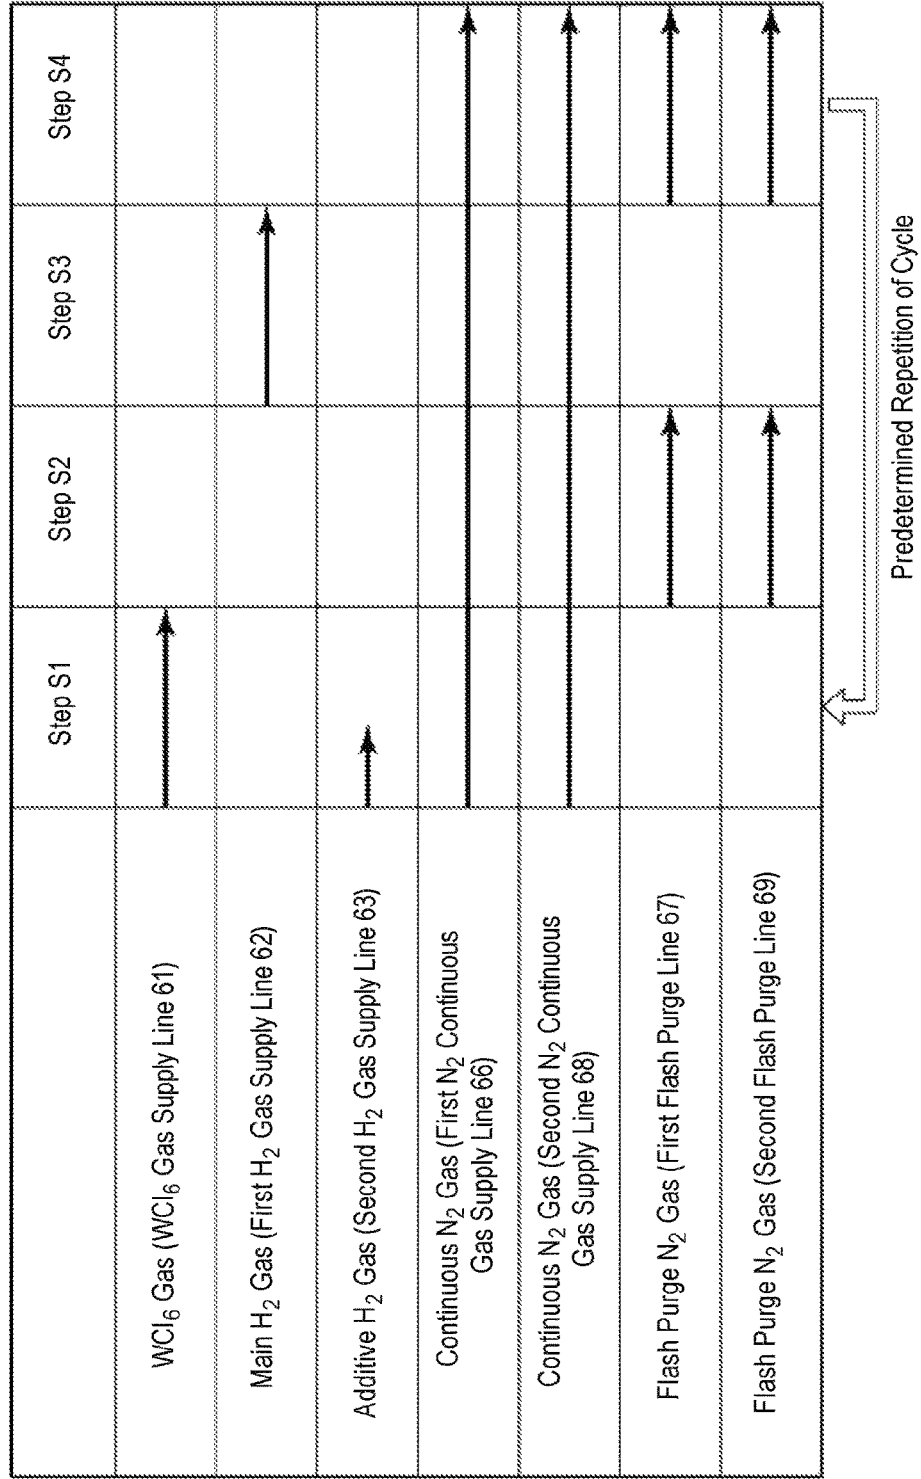 Step S1
Step S2
Step S3
Step S4
WCl6 Gas (WCl6 Gas Supply Line 61)
Main H2 Gas (First H2 Gas Supply Line 62)
Additive H2 Gas (Second H2 Gas Supply Line 63)
Continuous N2 Gas (First N2 Continuous
Gas Supply Line 66)
Continuous N2 Gas (Second N2 Continuous
Gas Supply Line 68)
Flash Purge N2 Gas (First Flash Purge Line 67)
Flash Purge N2 Gas (Second Flash Purge Line 69)
Predetermined Repetition of Cycle